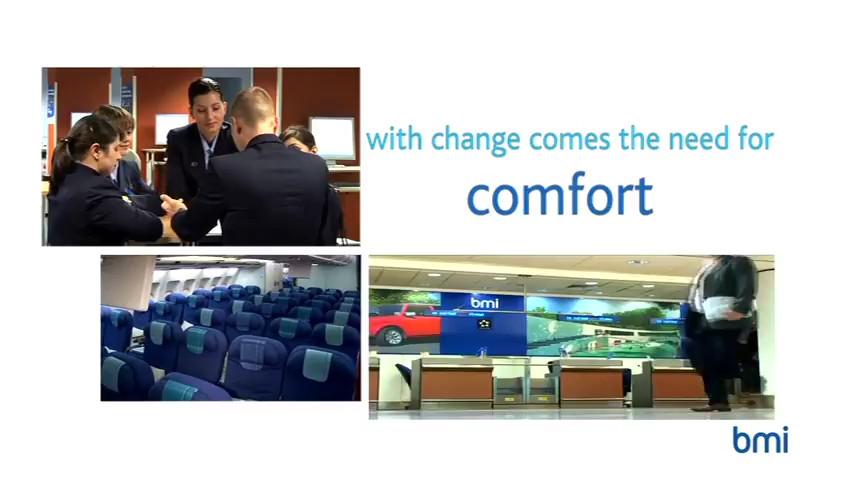 with change comes the need for
comfort
bmi
bmi